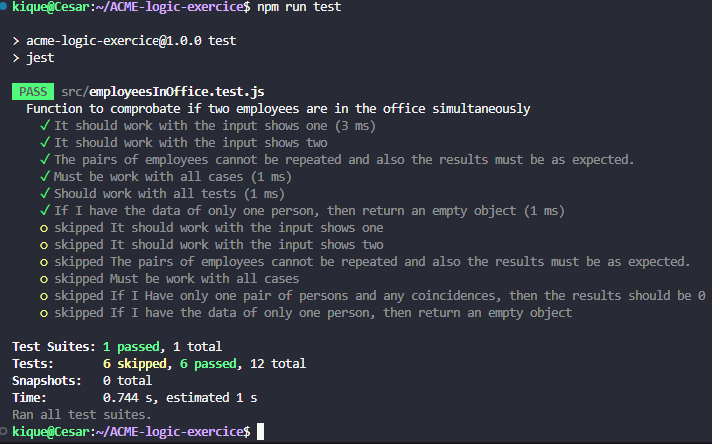 kique@Cesar:~/ACME-logic-exercice$ npm run test
> acme-logic-exercice@1.0.0 test
> jest
PASS src/employeesInOffice.test.js
Function to comprobate if two employees are in the office simultaneously
✓ It should work with the input shows one (3 ms)
✓ It should work with the input shows two
✓ The pairs of employees cannot be repeated and also the results must be as expected.
✓ Must be work with all cases (1 ms)
✓ Should work with all tests (1 ms)
✓ If I have the data of only one person, then return an empty object (1 ms)
○ skipped It should work with the input shows one
○ skipped It should work with the input shows two
○ skipped The pairs of employees cannot be repeated and also the results must be as expected.
○ skipped Must be work with all cases
○ skipped If I Have only one pair of persons and any coincidences, then the results should be 0
○ skipped If I have the data of only one person, then return an empty object
Test Suites: 1 passed, 1 total
Tests: 6 skipped, 6 passed, 12 total
Snapshots: 0 total
Time: 0.744 s, estimated 1 s
Ran all test suites.
kique@Cesar:~/ACME-logic-exercice$